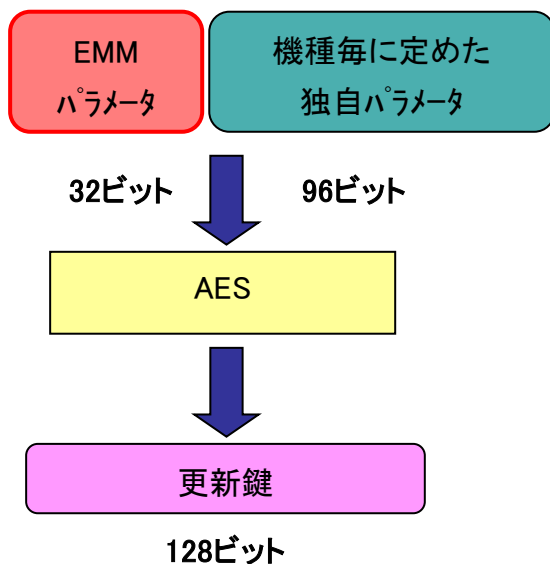 EMM
ﾊﾟﾗﾒｰﾀ
機種毎に定めた
独自ﾊﾟﾗﾒｰﾀ
32ビット
96ビット
AES
更新鍵
128ビット